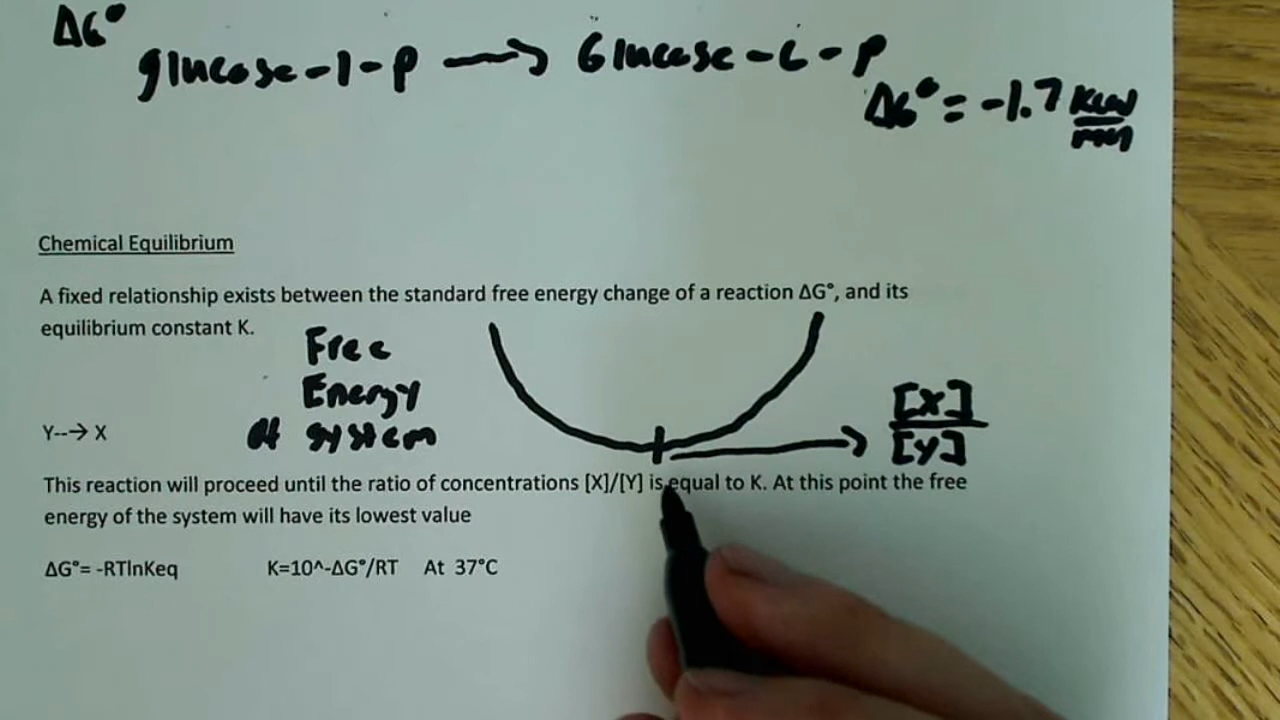 ΔG°
glucose-1-P → Glucose-6-P
ΔG° = -1.7 Kcal/mol
Chemical Equilibrium
A fixed relationship exists between the standard free energy change of a reaction ΔG°, and its
equilibrium constant K.
Free
Energy
of system
[X]
[Y]
Y--→ X
This reaction will proceed until the ratio of concentrations [X]/[Y] is equal to K. At this point the free
energy of the system will have its lowest value
ΔG°= -RTlnKeq K=10^-ΔG°/RT At 37°C